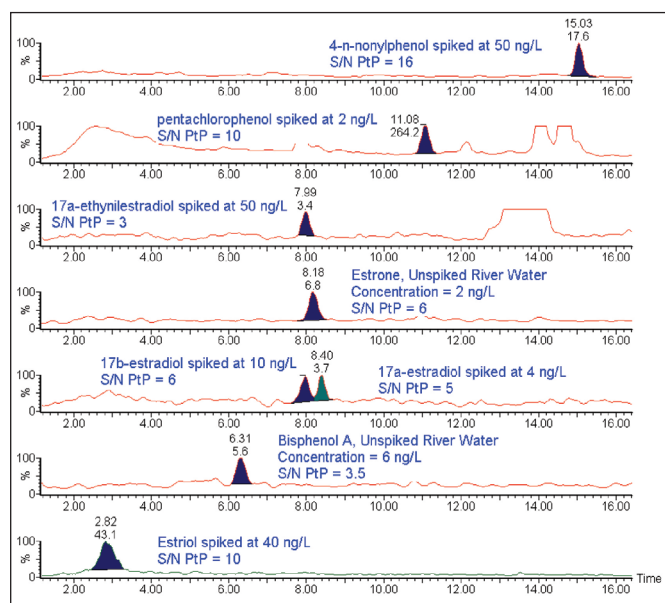 15.03
4-n-nonylphenol spiked at 50 ng/L 17.6
S/N PtP = 16
100
%
0
2.00 4.00 6.00 8.00 10.00 12.00 14.00 16.00
pentachlorophenol spiked at 2 ng/L 11.08
S/N PtP = 10 264.2
100
%
0
2.00 4.00 6.00 8.00 10.00 12.00 14.00 16.00
7.99
17a-ethynilestradiol spiked at 50 ng/L 3.4
S/N PtP = 3
100
%
0
2.00 4.00 6.00 8.00 10.00 12.00 14.00 16.00
8.18 Estrone, Unspiked River Water
6.8 Concentration = 2 ng/L
S/N PtP = 6
100
%
0
2.00 4.00 6.00 8.00 10.00 12.00 14.00 16.00
17b-estradiol spiked at 10 ng/L 8.40
S/N PtP = 6 3.7 17a-estradiol spiked at 4 ng/L
S/N PtP = 5
100
%
0
2.00 4.00 6.00 8.00 10.00 12.00 14.00 16.00
6.31 Bisphenol A, Unspiked River Water
5.6 Concentration = 6 ng/L
S/N PtP = 3.5
100
%
0
2.00 4.00 6.00 8.00 10.00 12.00 14.00 16.00
2.82 Estriol spiked at 40 ng/L
43.1 S/N PtP = 10
100
%
0
Time
2.00 4.00 6.00 8.00 10.00 12.00 14.00 16.00